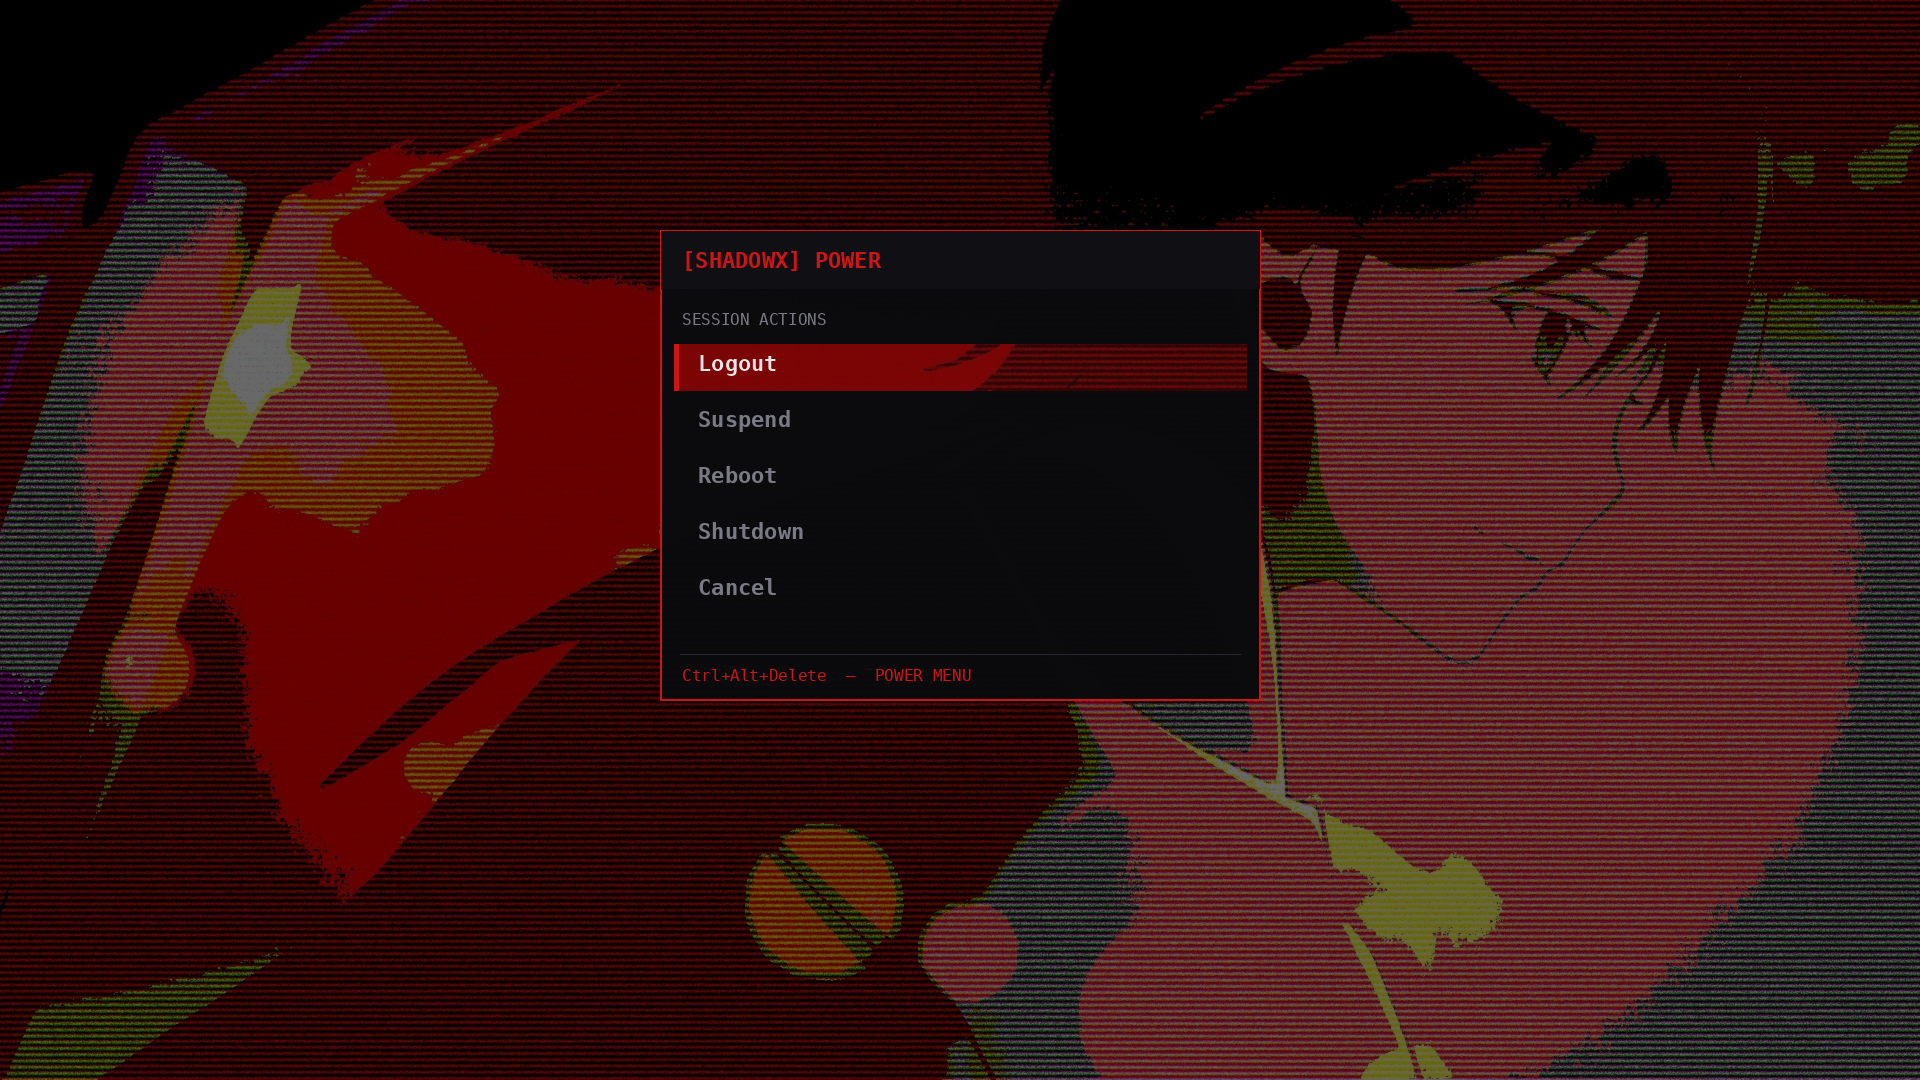 [SHADOWX] POWER
SESSION ACTIONS
Logout
Suspend
Reboot
Shutdown
Cancel
Ctrl+Alt+Delete — POWER MENU